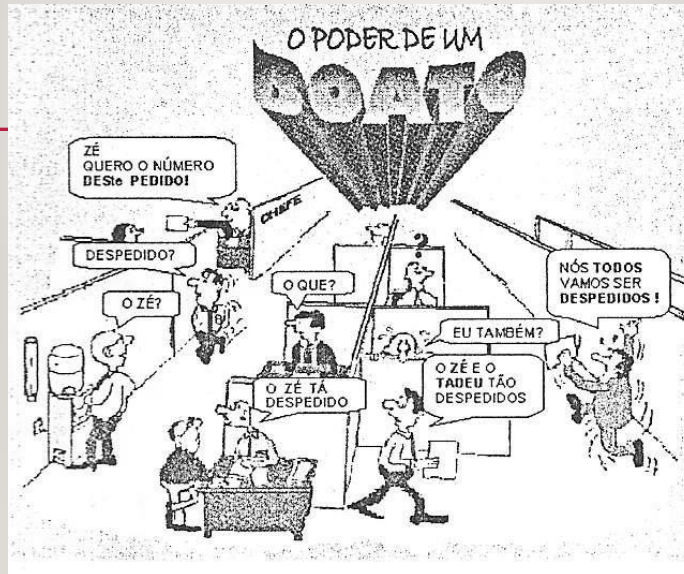 O PODER DE UM
BOATO
ZÉ
QUERO O NÚMERO
DESte PEDIDO!
CHEFE
DESPEDIDO?
O ZÉ?
O QUE?
?
NÓS TODOS
VAMOS SER
DESPEDIDOS !
EU TAMBÉM?
O ZÉ E O
TADEU TÃO
DESPEDIDOS
O ZÉ TÁ
DESPEDIDO